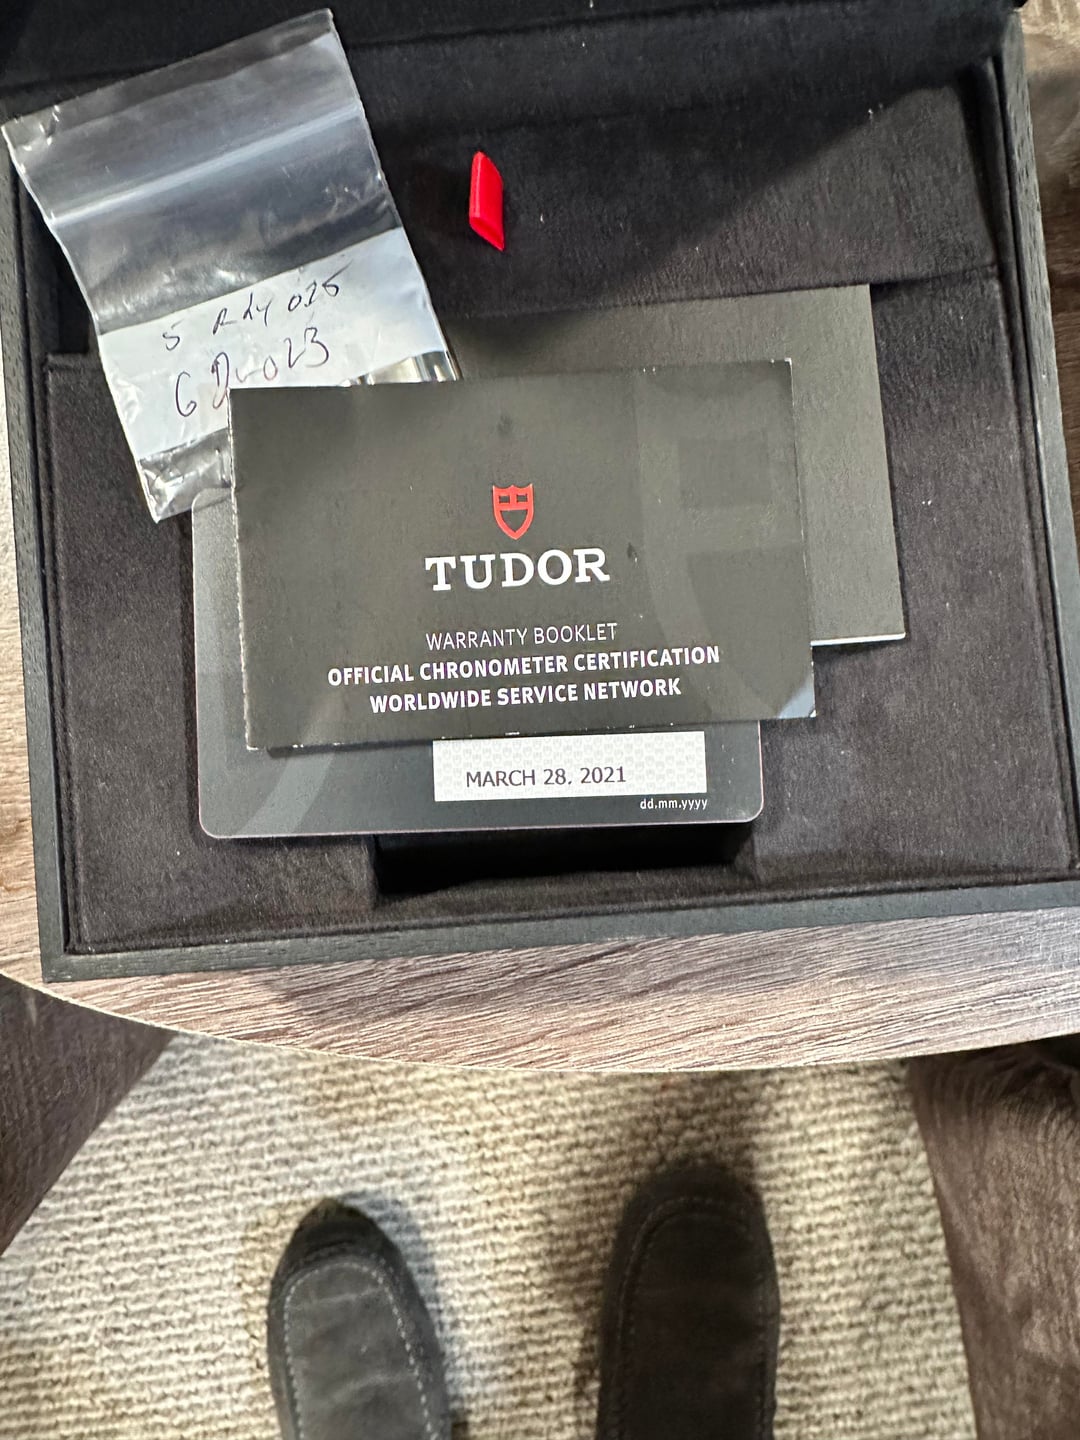 TUDOR
WARRANTY BOOKLET
OFFICIAL CHRONOMETER CERTIFICATION
WORLDWIDE SERVICE NETWORK
MARCH 28. 2021
dd.mm.yyyy